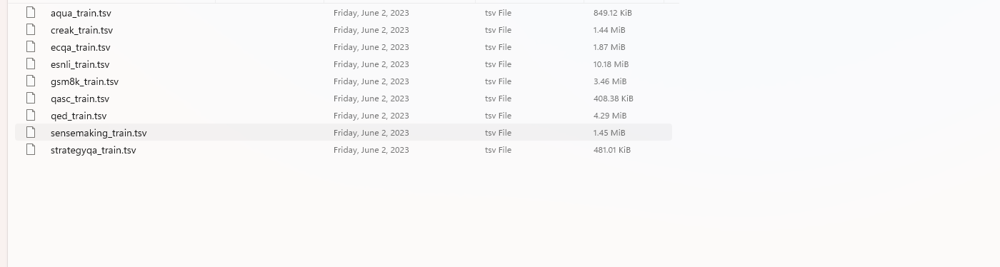 aqua_train.tsv Friday, June 2, 2023 tsv File 849.12 KiB
creak_train.tsv Friday, June 2, 2023 tsv File 1.44 MiB
ecqa_train.tsv Friday, June 2, 2023 tsv File 1.87 MiB
esnli_train.tsv Friday, June 2, 2023 tsv File 10.18 MiB
gsm8k_train.tsv Friday, June 2, 2023 tsv File 3.46 MiB
qasc_train.tsv Friday, June 2, 2023 tsv File 408.38 KiB
qed_train.tsv Friday, June 2, 2023 tsv File 4.29 MiB
sensemaking_train.tsv Friday, June 2, 2023 tsv File 1.45 MiB
strategyqa_train.tsv Friday, June 2, 2023 tsv File 481.01 KiB